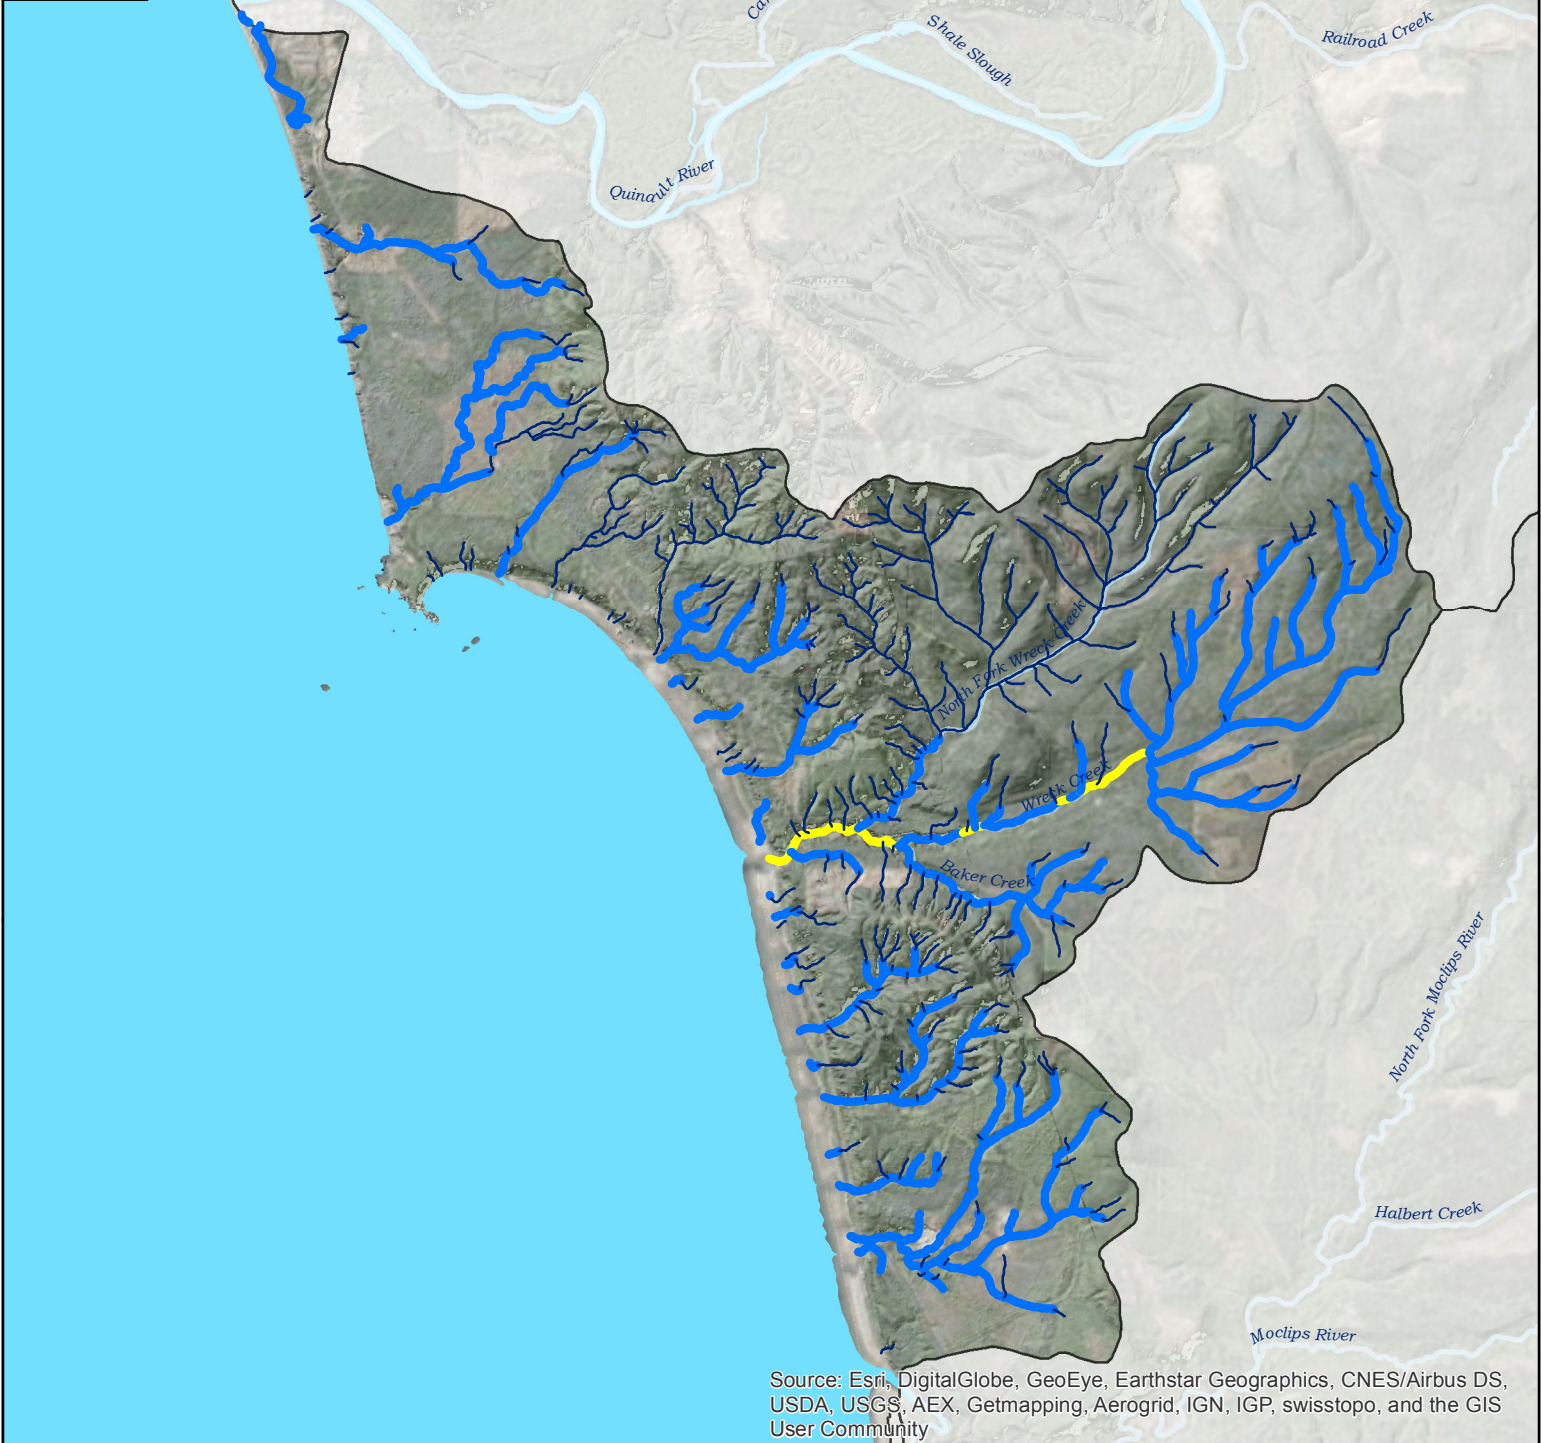 Shale Slough
Railroad Creek
Quinault River
North Fork Wreck Creek
Wreck Creek
Baker Creek
North Fork Moclips River
Halbert Creek
Moclips River
Source: Esri, DigitalGlobe, GeoEye, Earthstar Geographics, CNES/Airbus DS,
USDA, USGS, AEX, Getmapping, Aerogrid, IGN, IGP, swisstopo, and the GIS
User Community